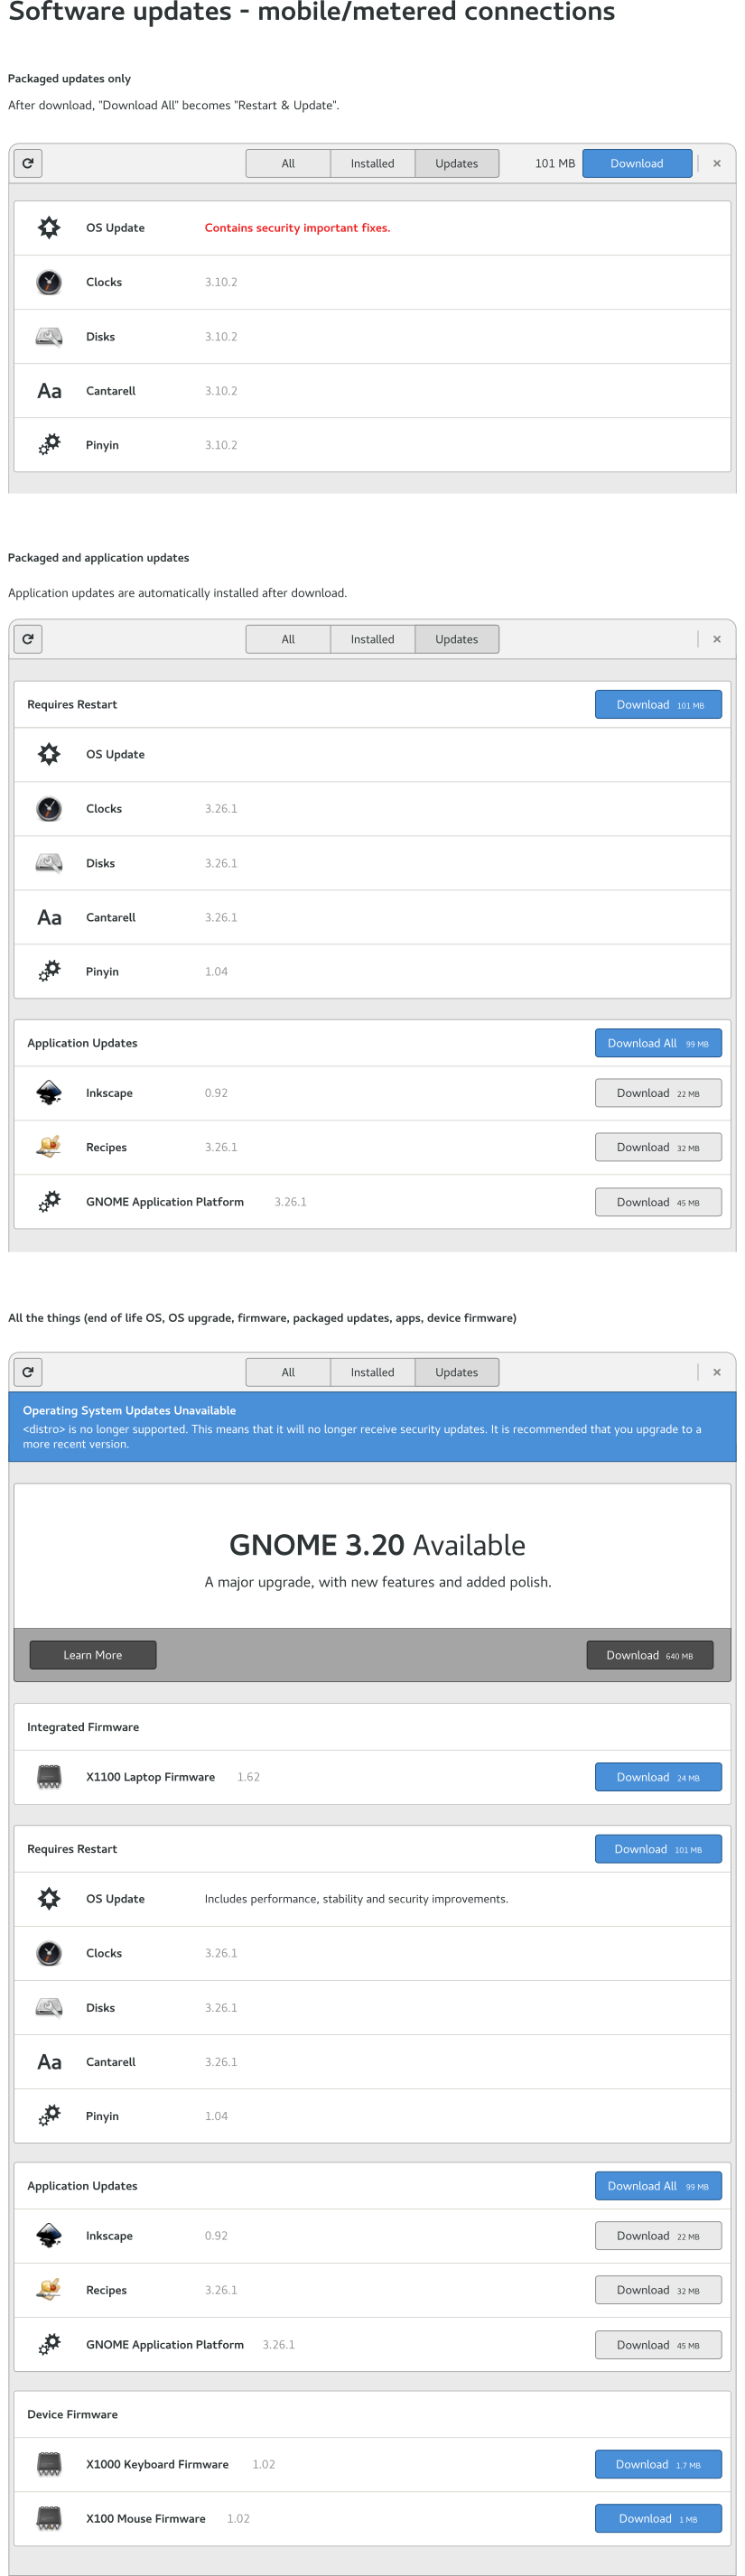 Software updates - mobile/metered connections
Packaged updates only
After download, "Download All" becomes "Restart & Update".
All Installed Updates 101 MB Download
OS Update Contains security important fixes.
Clocks 3.10.2
Disks 3.10.2
Aa Cantarell 3.10.2
Pinyin 3.10.2
Packaged and application updates
Application updates are automatically installed after download.
All Installed Updates
Requires Restart Download 101 MB
OS Update
Clocks 3.26.1
Disks 3.26.1
Aa Cantarell 3.26.1
Pinyin 1.04
Application Updates Download All 99 MB
Inkscape 0.92 Download 22 MB
Recipes 3.26.1 Download 32 MB
GNOME Application Platform 3.26.1 Download 45 MB
All the things (end of life OS, OS upgrade, firmware, packaged updates, apps, device firmware)
All Installed Updates
Operating System Updates Unavailable
<distro> is no longer supported. This means that it will no longer receive security updates. It is recommended that you upgrade to a
more recent version.
GNOME 3.20 Available
A major upgrade, with new features and added polish.
Learn More Download 640 MB
Integrated Firmware
X1100 Laptop Firmware 1.62 Download 24 MB
Requires Restart Download 101 MB
OS Update Includes performance, stability and security improvements.
Clocks 3.26.1
Disks 3.26.1
Aa Cantarell 3.26.1
Pinyin 1.04
Application Updates Download All 99 MB
Inkscape 0.92 Download 22 MB
Recipes 3.26.1 Download 32 MB
GNOME Application Platform 3.26.1 Download 45 MB
Device Firmware
X1000 Keyboard Firmware 1.02 Download 1.7 MB
X100 Mouse Firmware 1.02 Download 1 MB